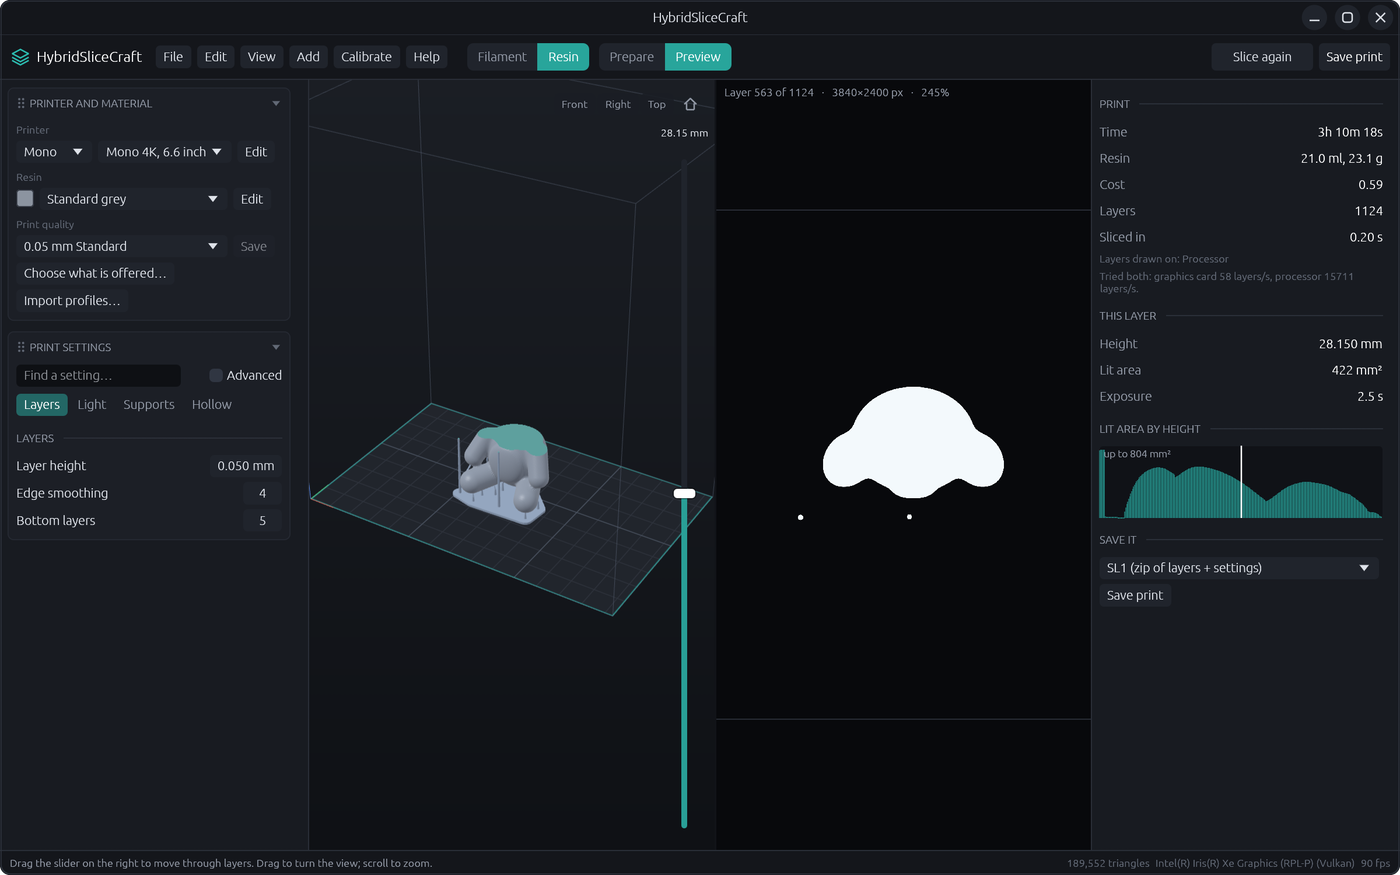 HybridSliceCraft
HybridSliceCraft File Edit View Add Calibrate Help Filament Resin Prepare Preview Slice again Save print
PRINTER AND MATERIAL
Printer
Mono Mono 4K, 6.6 inch Edit
Resin
Standard grey Edit
Print quality
0.05 mm Standard Save
Choose what is offered…
Import profiles…
PRINT SETTINGS
Find a setting… Advanced
Layers Light Supports Hollow
LAYERS
Layer height 0.050 mm
Edge smoothing 4
Bottom layers 5
Front Right Top
28.15 mm
Layer 563 of 1124 · 3840×2400 px · 245%
PRINT
Time 3h 10m 18s
Resin 21.0 ml, 23.1 g
Cost 0.59
Layers 1124
Sliced in 0.20 s
Layers drawn on: Processor
Tried both: graphics card 58 layers/s, processor 15711
layers/s.
THIS LAYER
Height 28.150 mm
Lit area 422 mm²
Exposure 2.5 s
LIT AREA BY HEIGHT
up to 804 mm²
SAVE IT
SL1 (zip of layers + settings)
Save print
Drag the slider on the right to move through layers. Drag to turn the view; scroll to zoom.
189,552 triangles Intel(R) Iris(R) Xe Graphics (RPL-P) (Vulkan) 90 fps